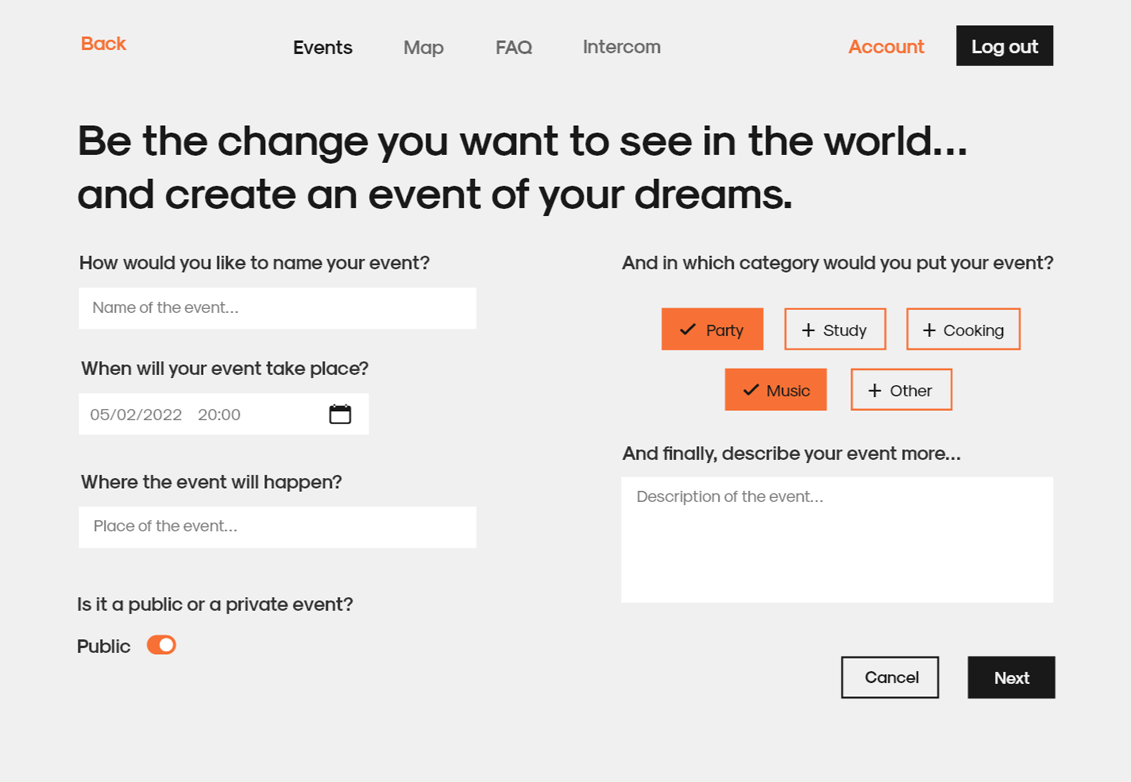 Back
Events Map FAQ Intercom
Account
Log out
Be the change you want to see in the world...
and create an event of your dreams.
How would you like to name your event?
Name of the event...
When will your event take place?
05/02/2022 20:00
Where the event will happen?
Place of the event...
Is it a public or a private event?
Public
And in which category would you put your event?
Party Study Cooking
Music Other
And finally, describe your event more...
Description of the event...
Cancel Next